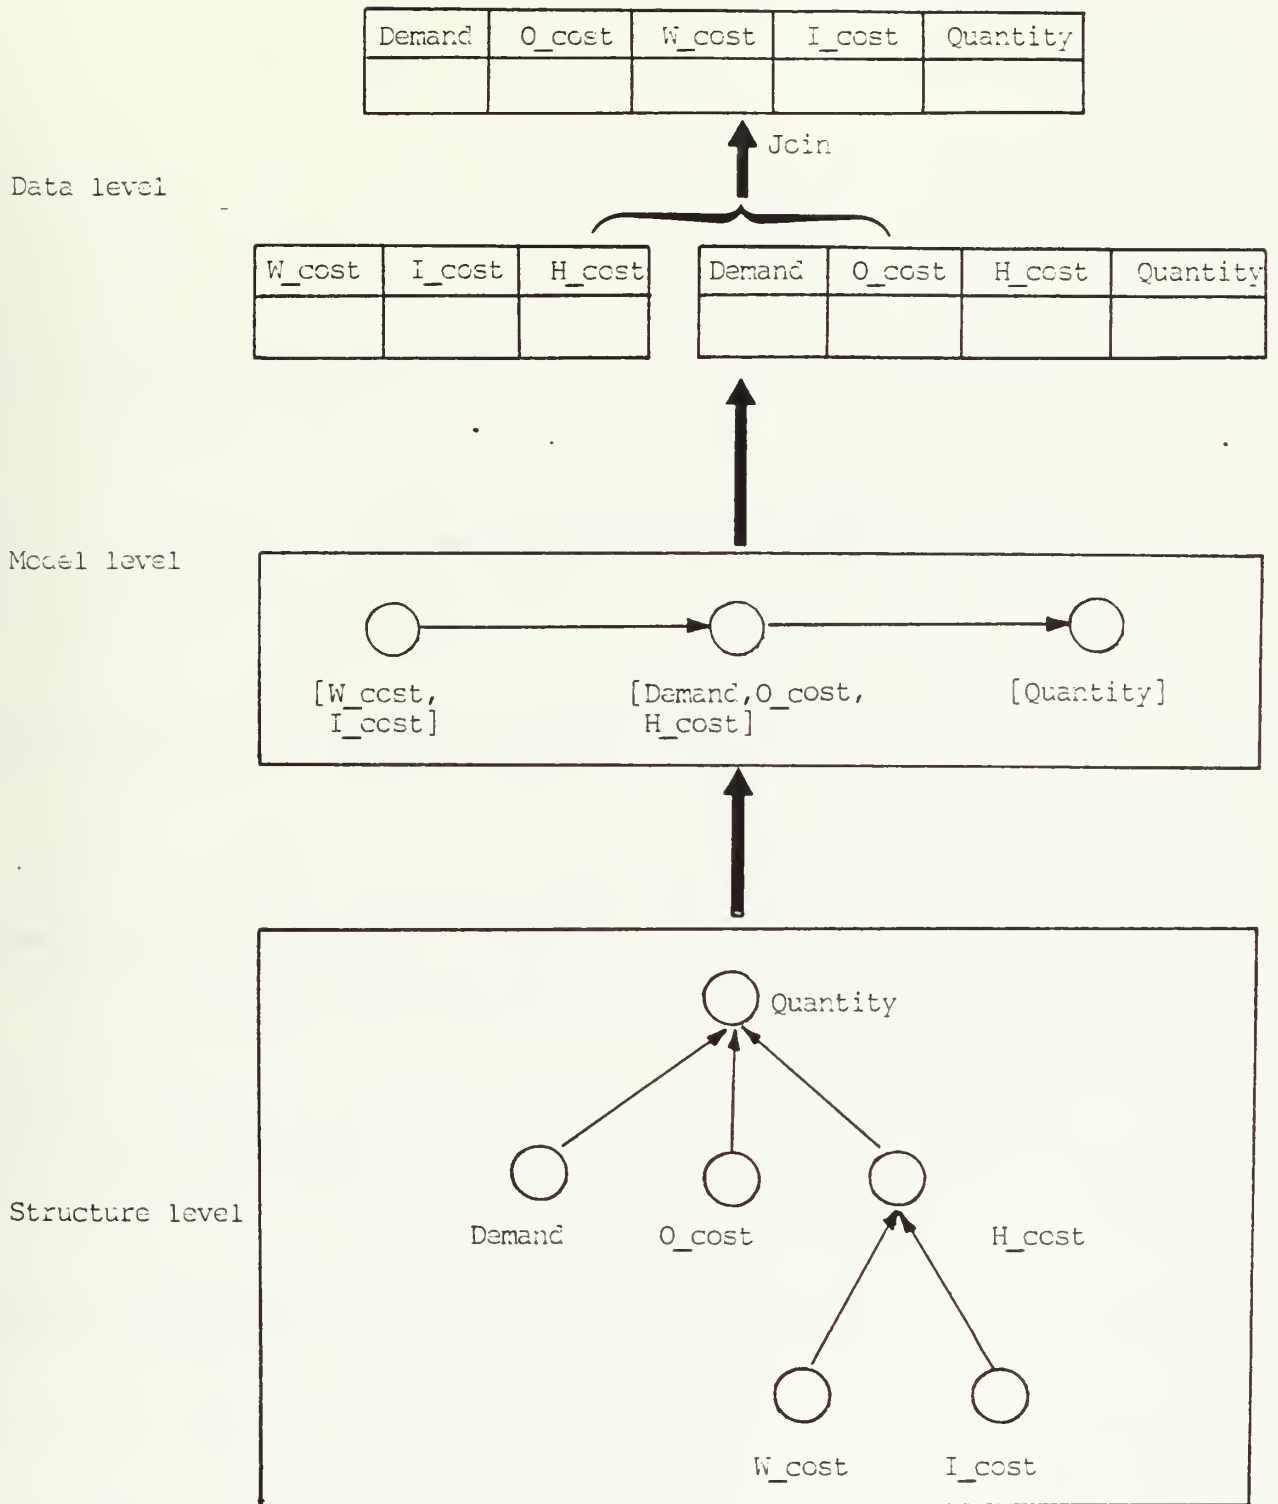 Demand O_cost W_cost I_cost Quantity
Join
Data level
W_cost I_cost H_cost Demand O_cost H_cost Quantity
Model level
[W_cost, [Demand,O_cost, [Quantity]
I_cost] H_cost]
Quantity
Structure level
Demand O_cost H_cost
W_cost I_cost